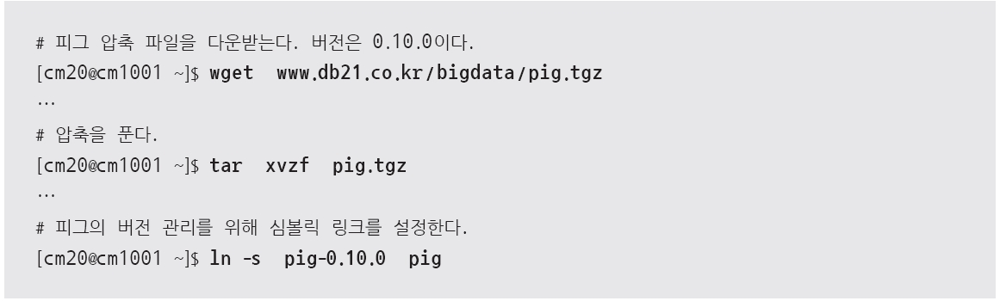 # 피그 압축 파일을 다운받는다. 버전은 0.10.0이다.
[cm20@cm1001 ~]$ wget www.db21.co.kr/bigdata/pig.tgz
…
# 압축을 푼다.
[cm20@cm1001 ~]$ tar xvzf pig.tgz
…
# 피그의 버전 관리를 위해 심볼릭 링크를 설정한다.
[cm20@cm1001 ~]$ ln -s pig-0.10.0 pig